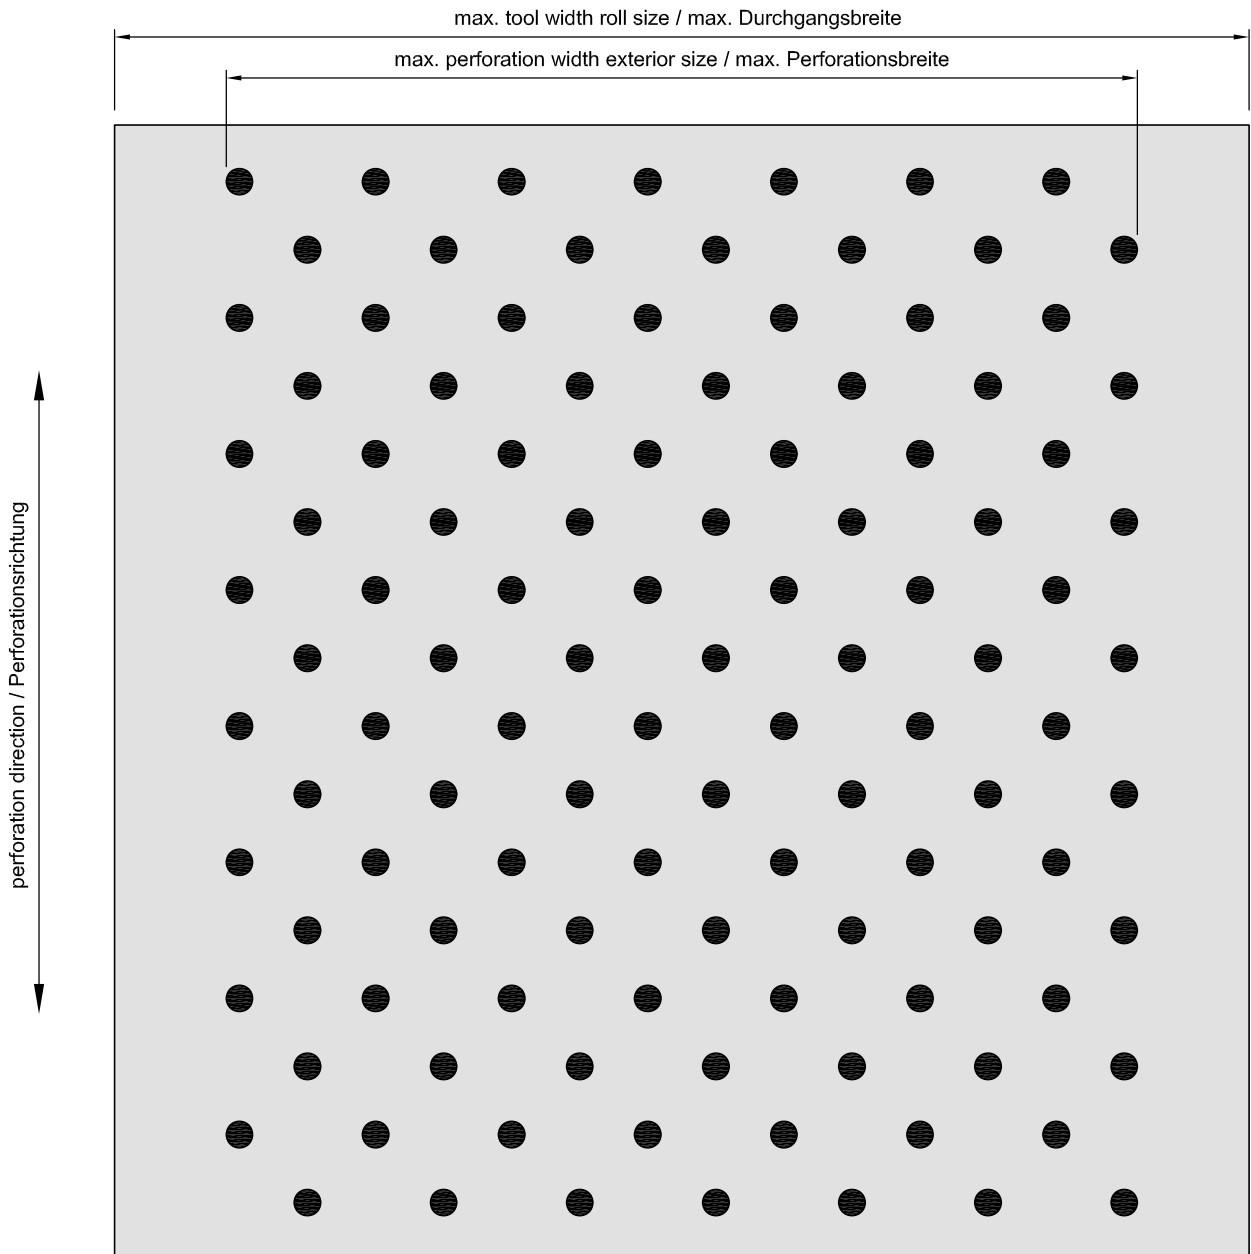 max. tool width roll size / max. Durchgangsbreite
max. perforation width exterior size / max. Perforationsbreite
perforation direction / Perforationsrichtung